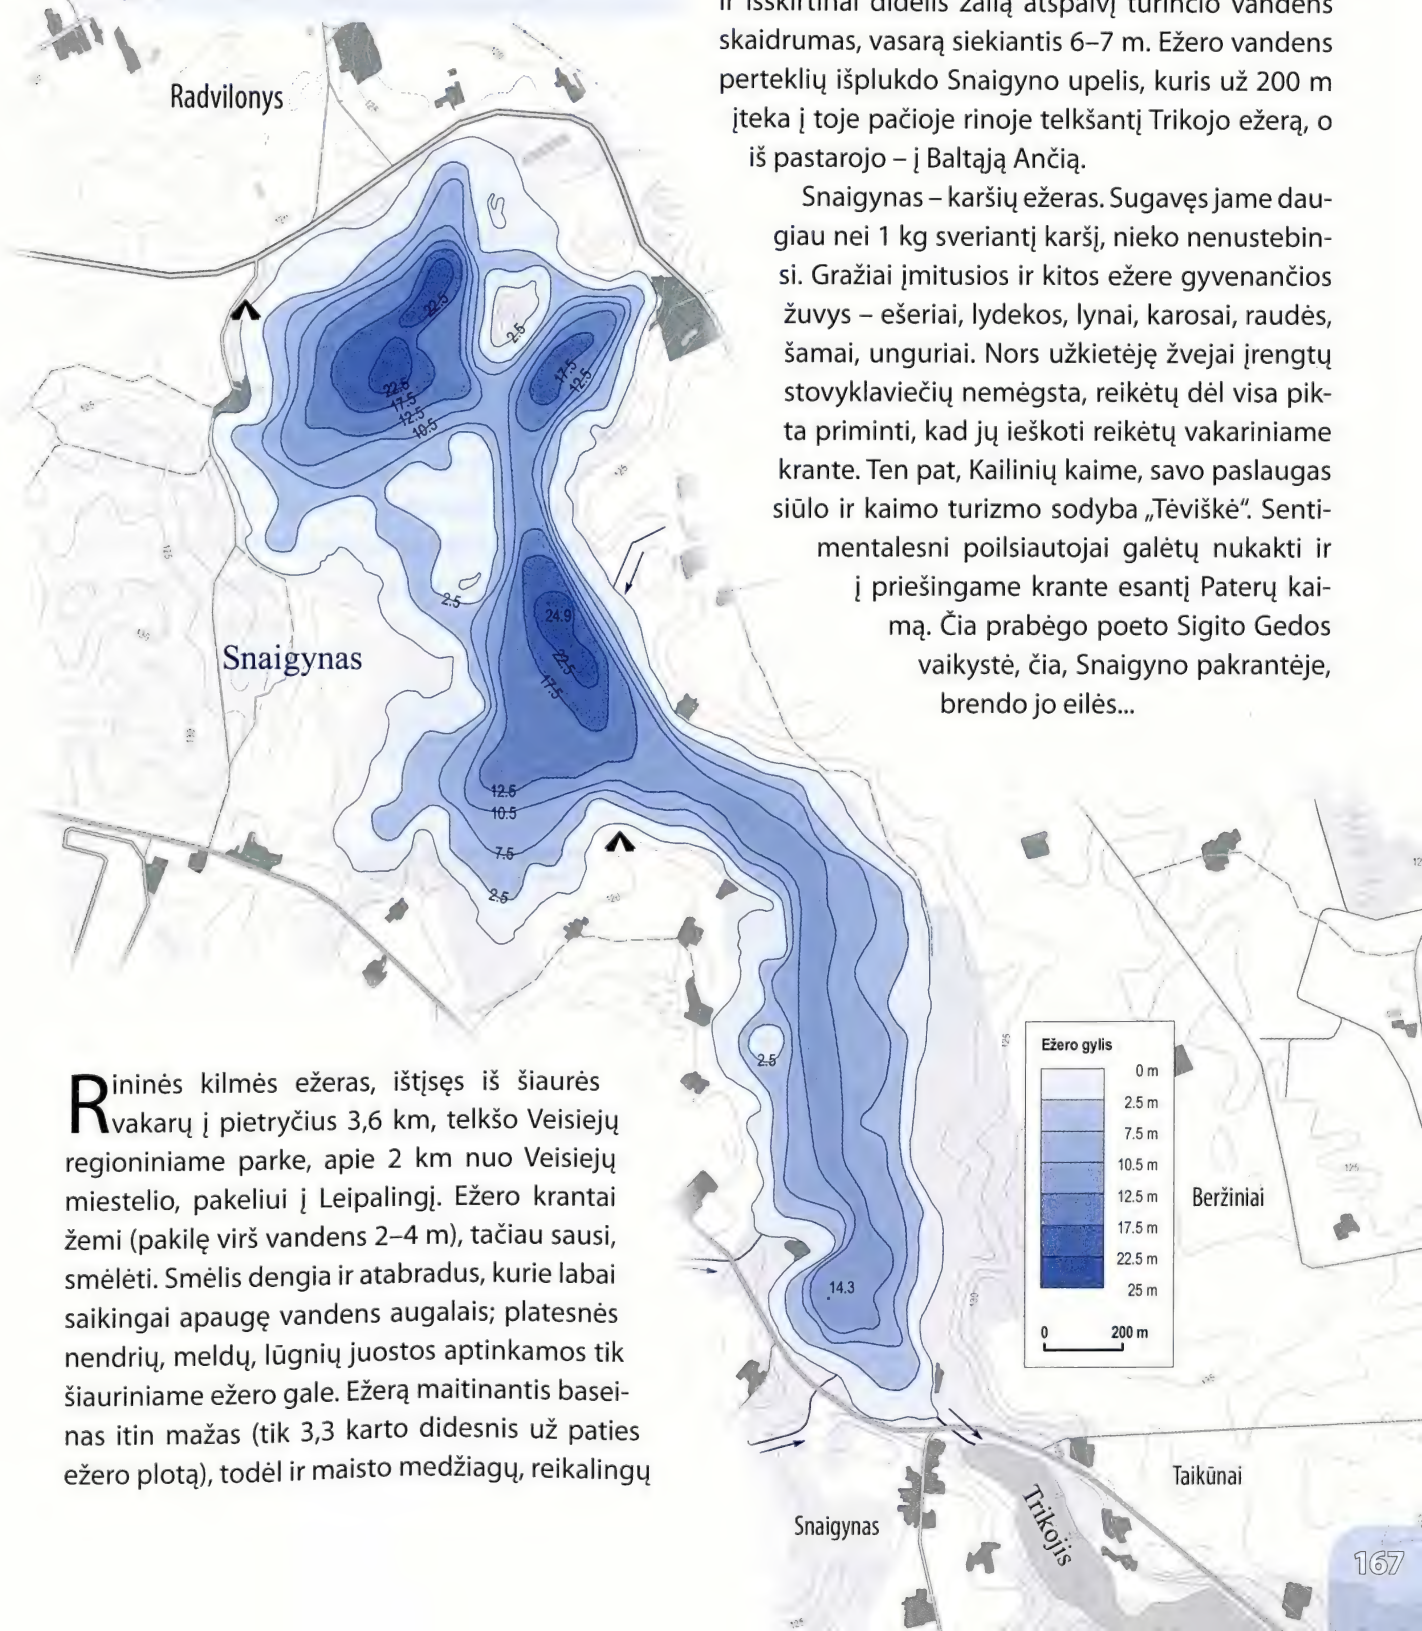 ir išskirtinai didelis žalią atspalvį turinčio vandens
skaidrumas, vasarą siekiantis 6–7 m. Ežero vandens
perteklių išplukdo Snaigyno upelis, kuris už 200 m
įteka į toje pačioje rinoje telkšantį Trikojo ežerą, o
iš pastarojo – į Baltąją Ančią.
Snaigynas – karšių ežeras. Sugavęs jame dau-
giau nei 1 kg sveriantį karšį, nieko nenustebin-
si. Gražiai įmitusios ir kitos ežere gyvenančios
žuvys – ešeriai, lydekos, lynai, karosai, raudės,
šamai, unguriai. Nors užkietėję žvejai įrengtų
stovyklaviečių nemėgsta, reikėtų dėl visa pik-
ta priminti, kad jų ieškoti reikėtų vakariniame
krante. Ten pat, Kailinių kaime, savo paslaugas
siūlo ir kaimo turizmo sodyba „Tėviškė“. Senti-
mentalesni poilsiautojai galėtų nukakti ir
į priešingame krante esantį Paterų kai-
mą. Čia prabėgo poeto Sigito Gedos
vaikystė, čia, Snaigyno pakrantėje,
brendo jo eilės...
Radvilonys
124
121
22.5
2.5
17.5
12.5
22.5
17.5
12.5
10.5
125
125
125
2.5
24.9
22.5
17.5
130
Snaigynas
130
12.5
10.5
7.5
2.5
120
2.5
125
14.3
130
Ežero gylis
0 m
2.5 m
7.5 m
10.5 m
12.5 m
17.5 m
22.5 m
25 m
0
200 m
Beržiniai
125
135
Taikūnai
Trikojis
Snaigynas
125
Rininės kilmės ežeras, ištįsęs iš šiaurės
vakarų į pietryčius 3,6 km, telkšo Veisiejų
regioniniame parke, apie 2 km nuo Veisiejų
miestelio, pakeliui į Leipalingį. Ežero krantai
žemi (pakilę virš vandens 2–4 m), tačiau sausi,
smėlėti. Smėlis dengia ir atabradus, kurie labai
saikingai apaugę vandens augalais; platesnės
nendrių, meldų, lūgnių juostos aptinkamos tik
šiauriniame ežero gale. Ežerą maitinantis basei-
nas itin mažas (tik 3,3 karto didesnis už paties
ežero plotą), todėl ir maisto medžiagų, reikalingų
167